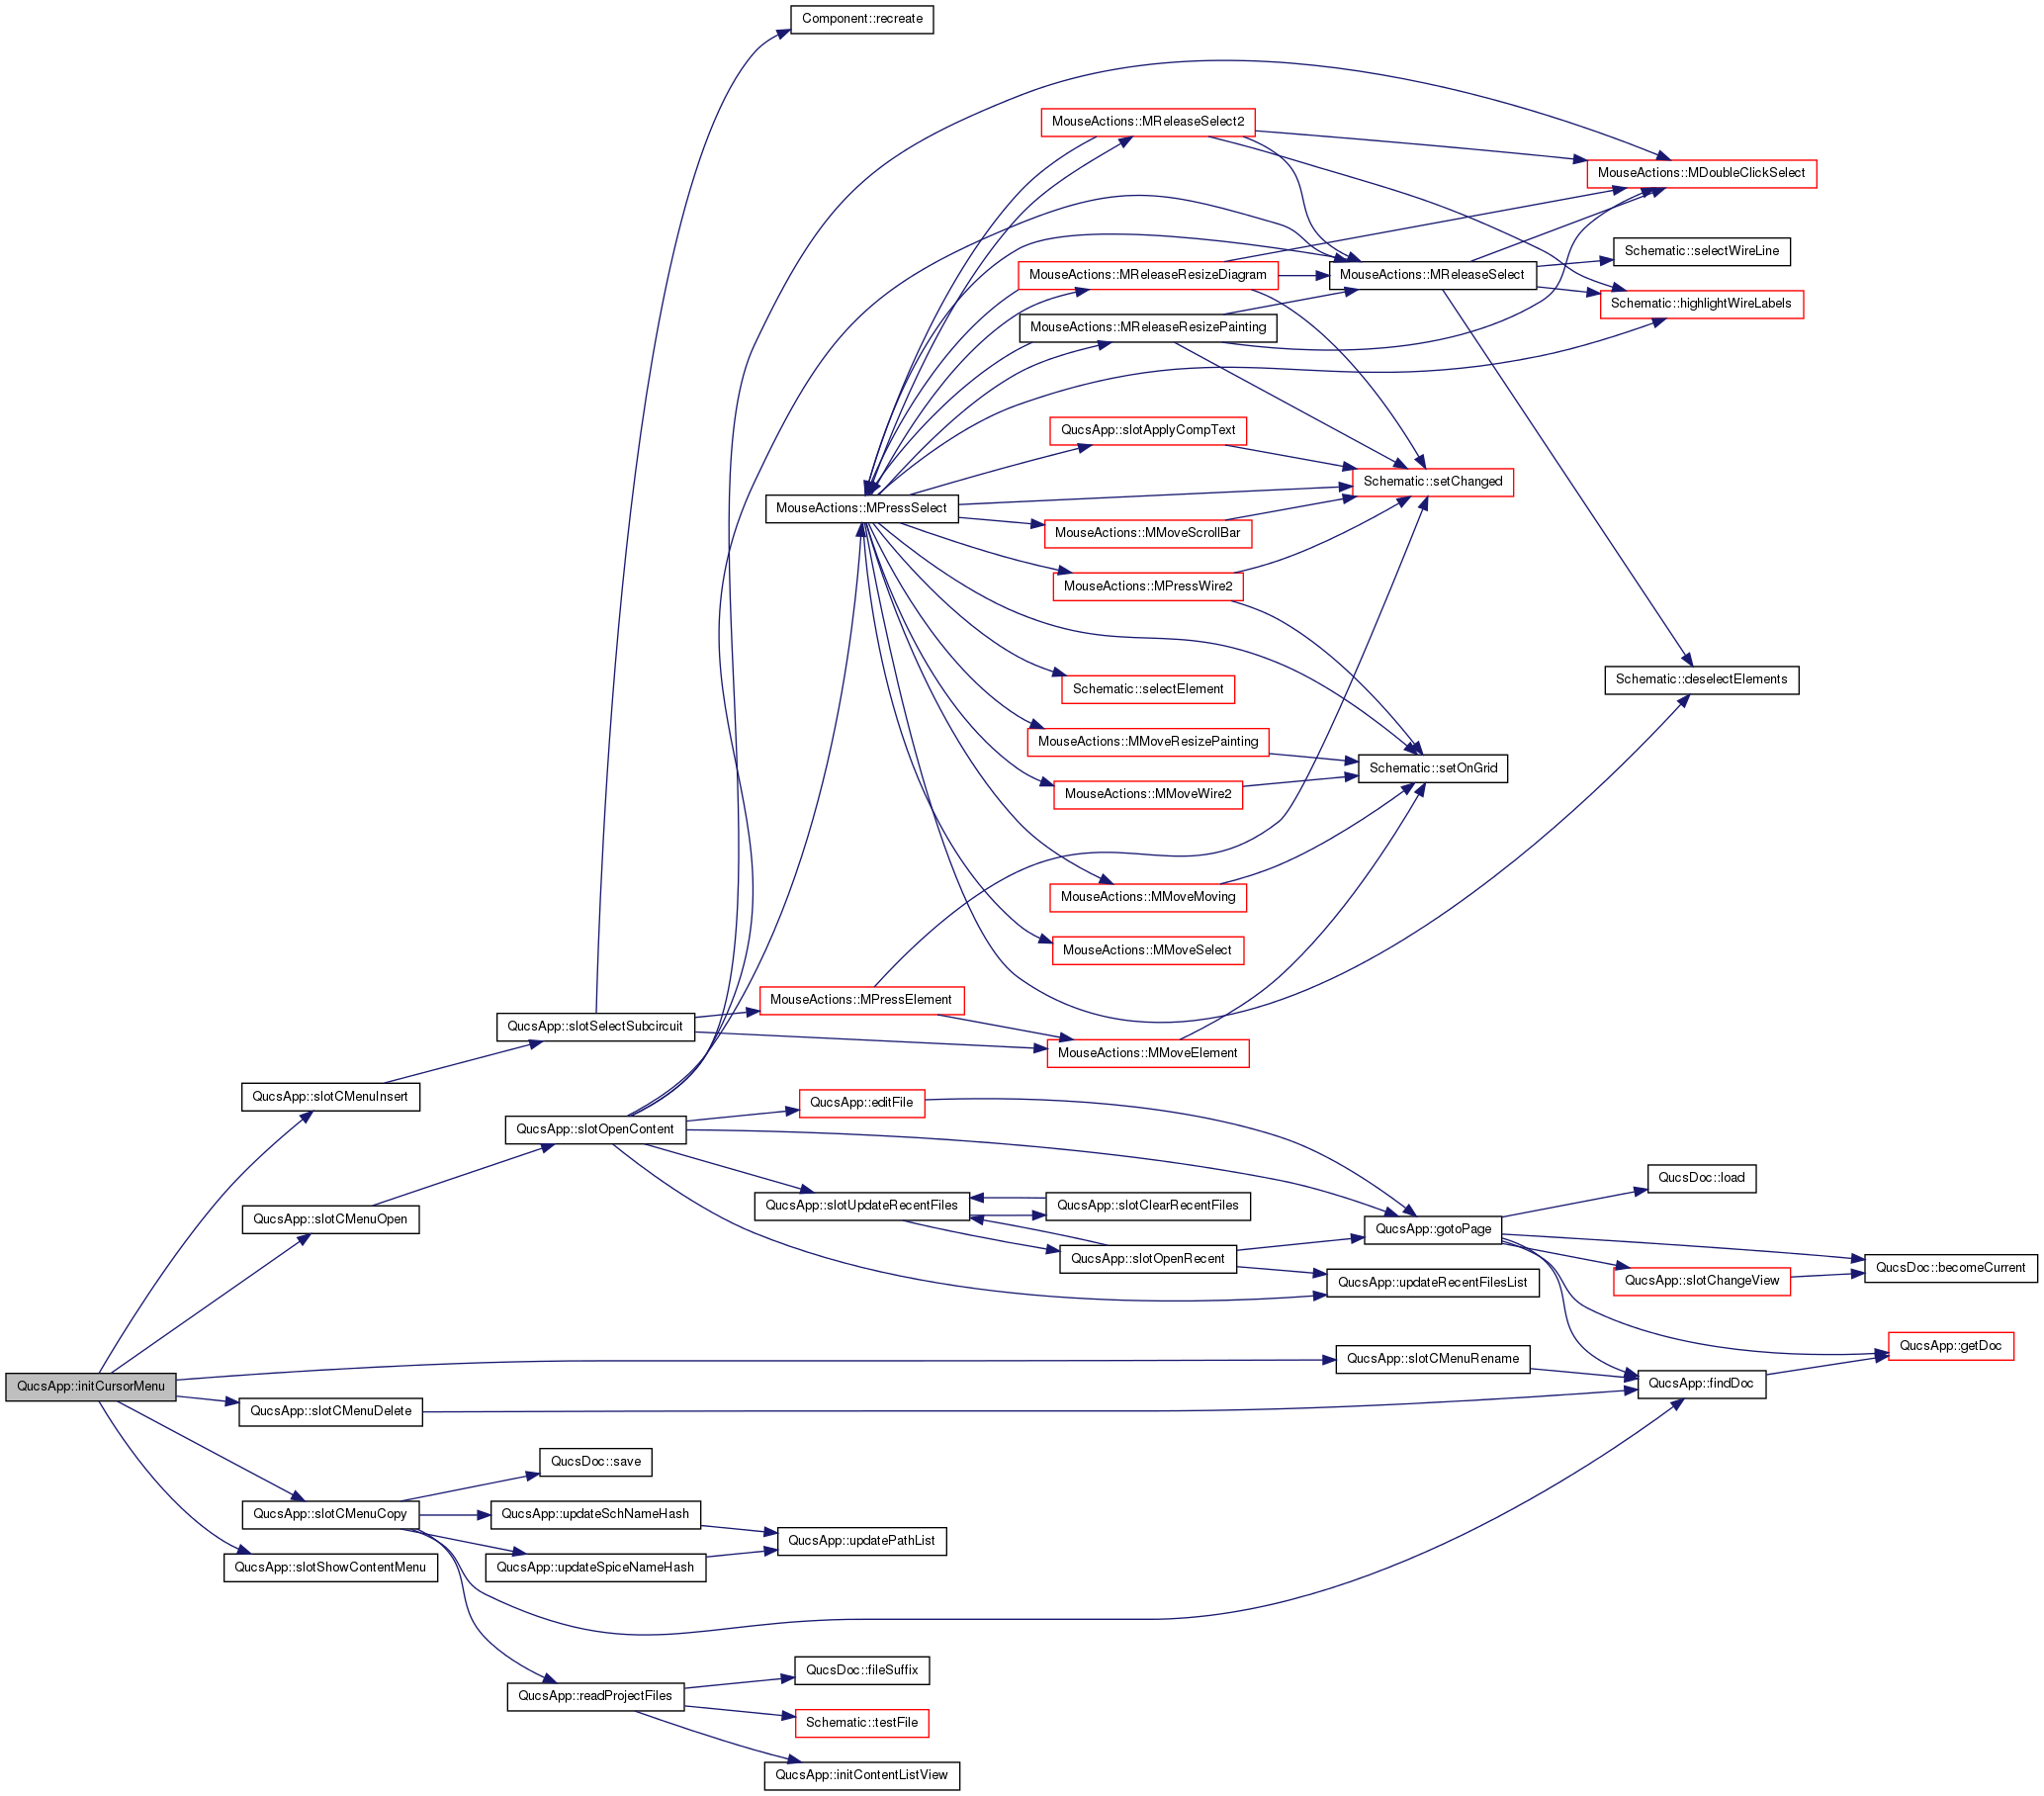 Component::recreate
MouseActions::MReleaseSelect2
MouseActions::MDoubleClickSelect
Schematic::selectWireLine
MouseActions::MReleaseResizeDiagram
MouseActions::MReleaseSelect
Schematic::highlightWireLabels
MouseActions::MReleaseResizePainting
QucsApp::slotApplyCompText
Schematic::setChanged
MouseActions::MPressSelect
MouseActions::MMoveScrollBar
MouseActions::MPressWire2
Schematic::deselectElements
Schematic::selectElement
MouseActions::MMoveResizePainting
Schematic::setOnGrid
MouseActions::MMoveWire2
MouseActions::MMoveMoving
MouseActions::MMoveSelect
MouseActions::MPressElement
QucsApp::slotSelectSubcircuit
MouseActions::MMoveElement
QucsApp::slotCMenuInsert
QucsApp::editFile
QucsApp::slotOpenContent
QucsDoc::load
QucsApp::slotUpdateRecentFiles
QucsApp::slotClearRecentFiles
QucsApp::slotCMenuOpen
QucsApp::gotoPage
QucsApp::slotOpenRecent
QucsDoc::becomeCurrent
QucsApp::slotChangeView
QucsApp::updateRecentFilesList
QucsApp::getDoc
QucsApp::slotCMenuRename
QucsApp::initCursorMenu
QucsApp::findDoc
QucsApp::slotCMenuDelete
QucsDoc::save
QucsApp::slotCMenuCopy
QucsApp::updateSchNameHash
QucsApp::updatePathList
QucsApp::slotShowContentMenu
QucsApp::updateSpiceNameHash
QucsDoc::fileSuffix
QucsApp::readProjectFiles
Schematic::testFile
QucsApp::initContentListView